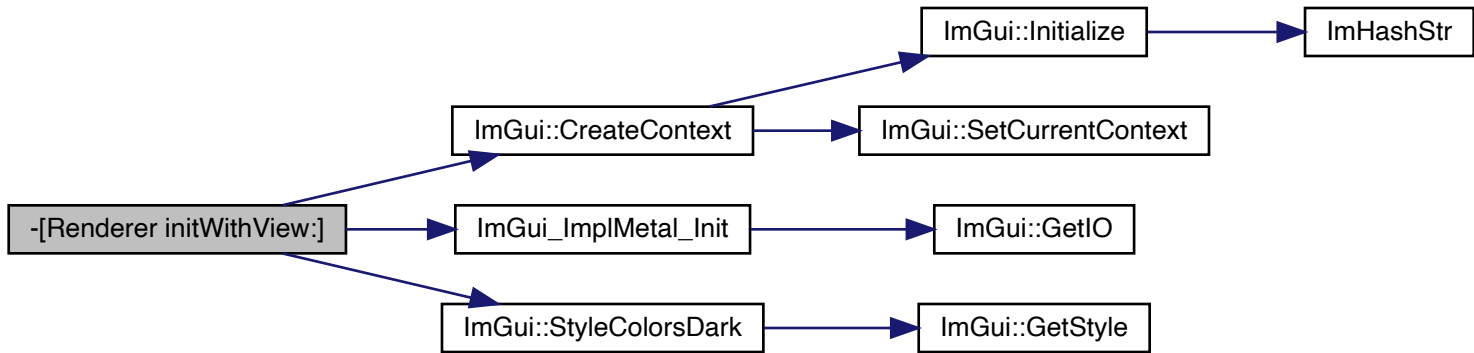 ImGui::Initialize
ImHashStr
ImGui::CreateContext
ImGui::SetCurrentContext
-[Renderer initWithView:]
ImGui_ImplMetal_Init
ImGui::GetIO
ImGui::StyleColorsDark
ImGui::GetStyle